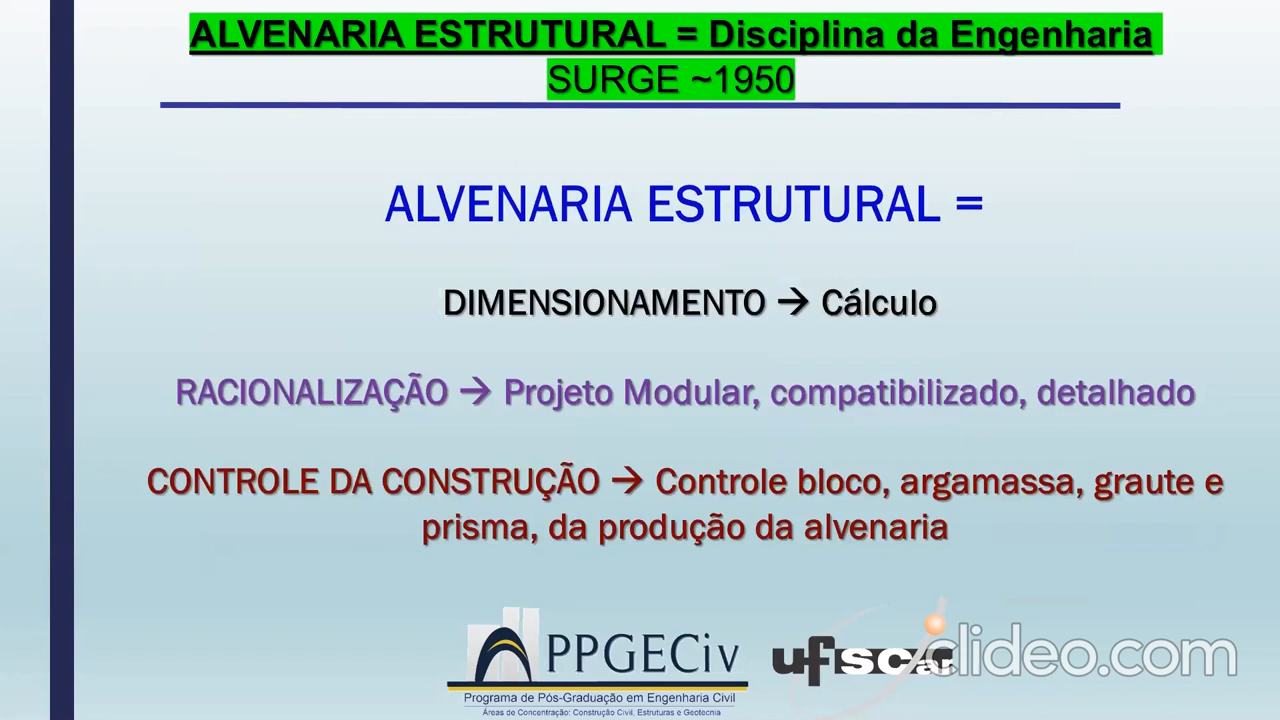 ALVENARIA ESTRUTURAL = Disciplina da Engenharia
SURGE ~1950
ALVENARIA ESTRUTURAL =
DIMENSIONAMENTO → Cálculo
RACIONALIZAÇÃO → Projeto Modular, compatibilizado, detalhado
CONTROLE DA CONSTRUÇÃO → Controle bloco, argamassa, graute e
prisma, da produção da alvenaria
PPGECiv
Programa de Pós-Graduação em Engenharia Civil
Áreas de Concentração: Construção Civil, Estruturas e Geotecnia
ufscar
clideo.com